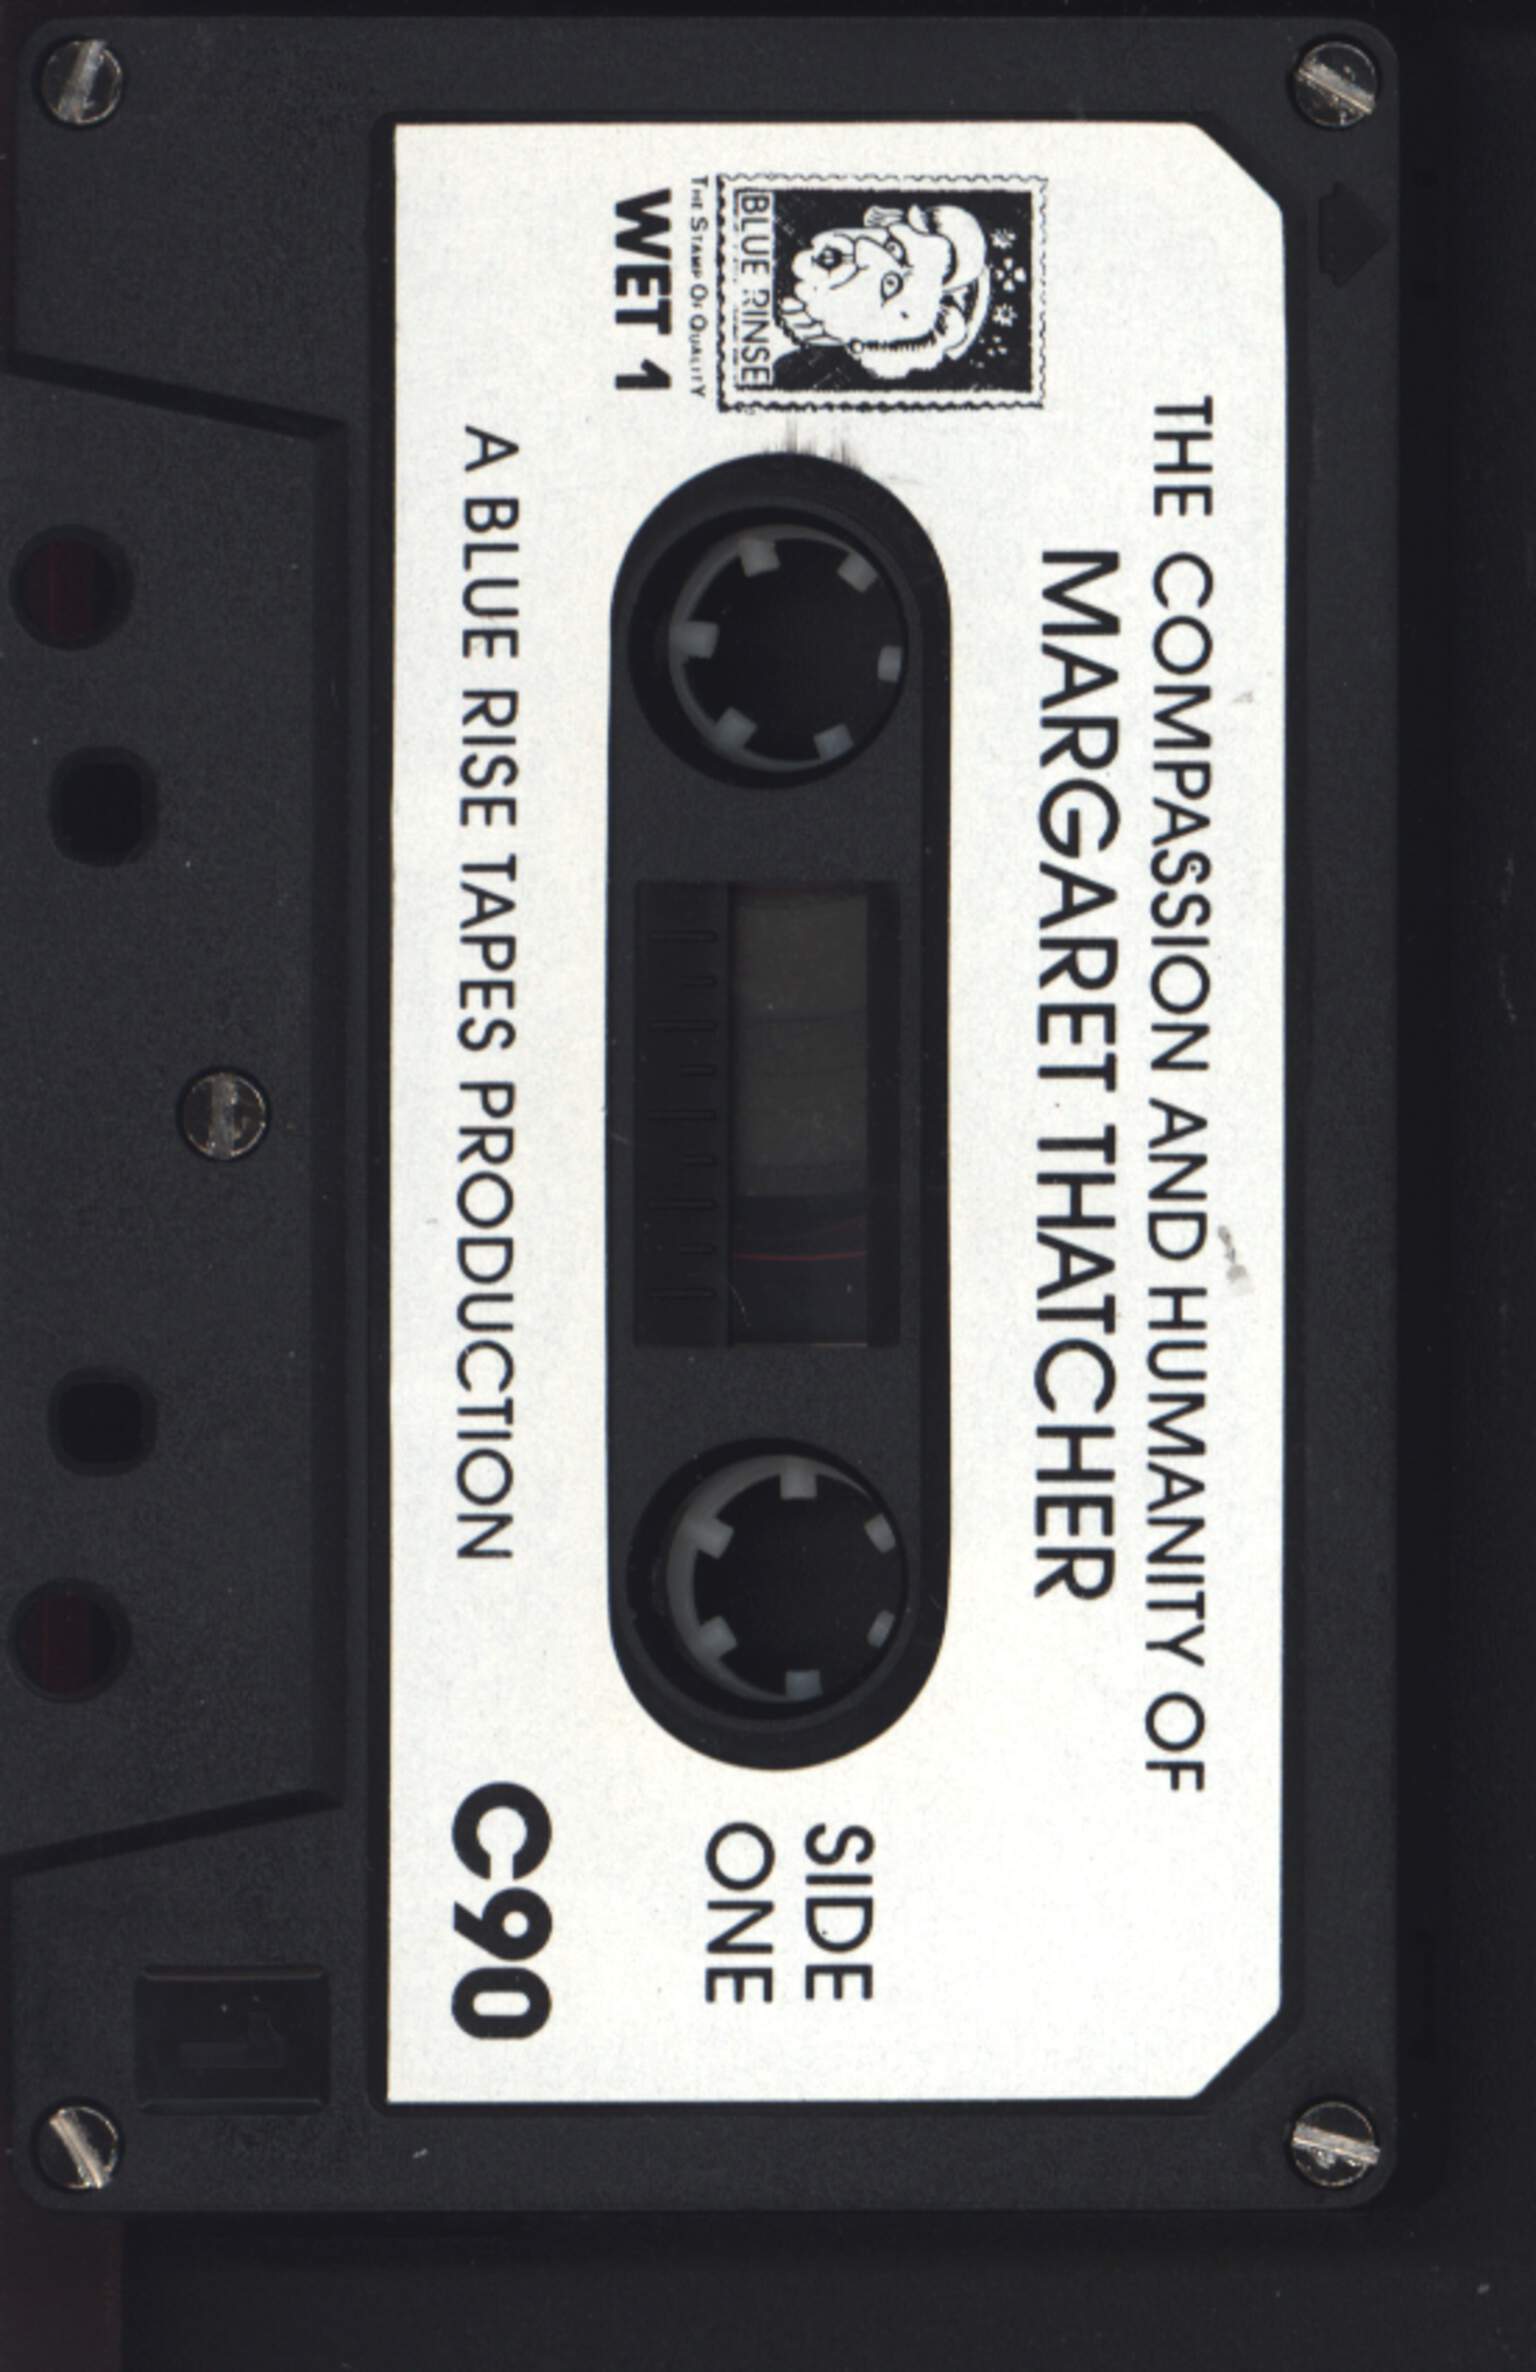 THE COMPASSION AND HUMANITY OF
MARGARET THATCHER
BLUE RINSE
THE STAMP OF QUALITY
WET 1
SIDE
ONE
A BLUE RISE TAPES PRODUCTION
C90